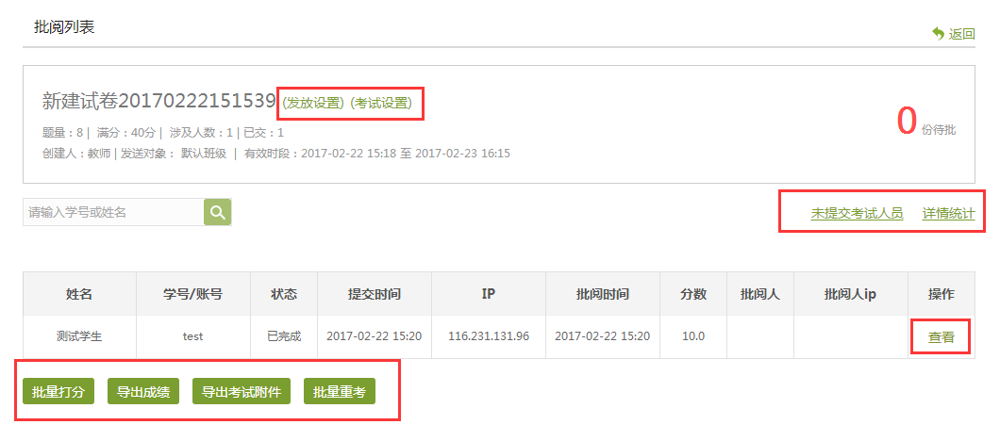 批阅列表
返回
新建试卷20170222151539 (发放设置) (考试设置)
题量：8 | 满分：40分 | 涉及人数：1 | 已交：1
0 份待批
创建人：教师 | 发送对象： 默认班级 | 有效时段：2017-02-22 15:18 至 2017-02-23 16:15
请输入学号或姓名
未提交考试人员 详情统计
姓名 学号/账号 状态 提交时间 IP 批阅时间 分数 批阅人 批阅人ip 操作
测试学生 test 已完成 2017-02-22 15:20 116.231.131.96 2017-02-22 15:20 10.0 查看
批量打分 导出成绩 导出考试附件 批量重考